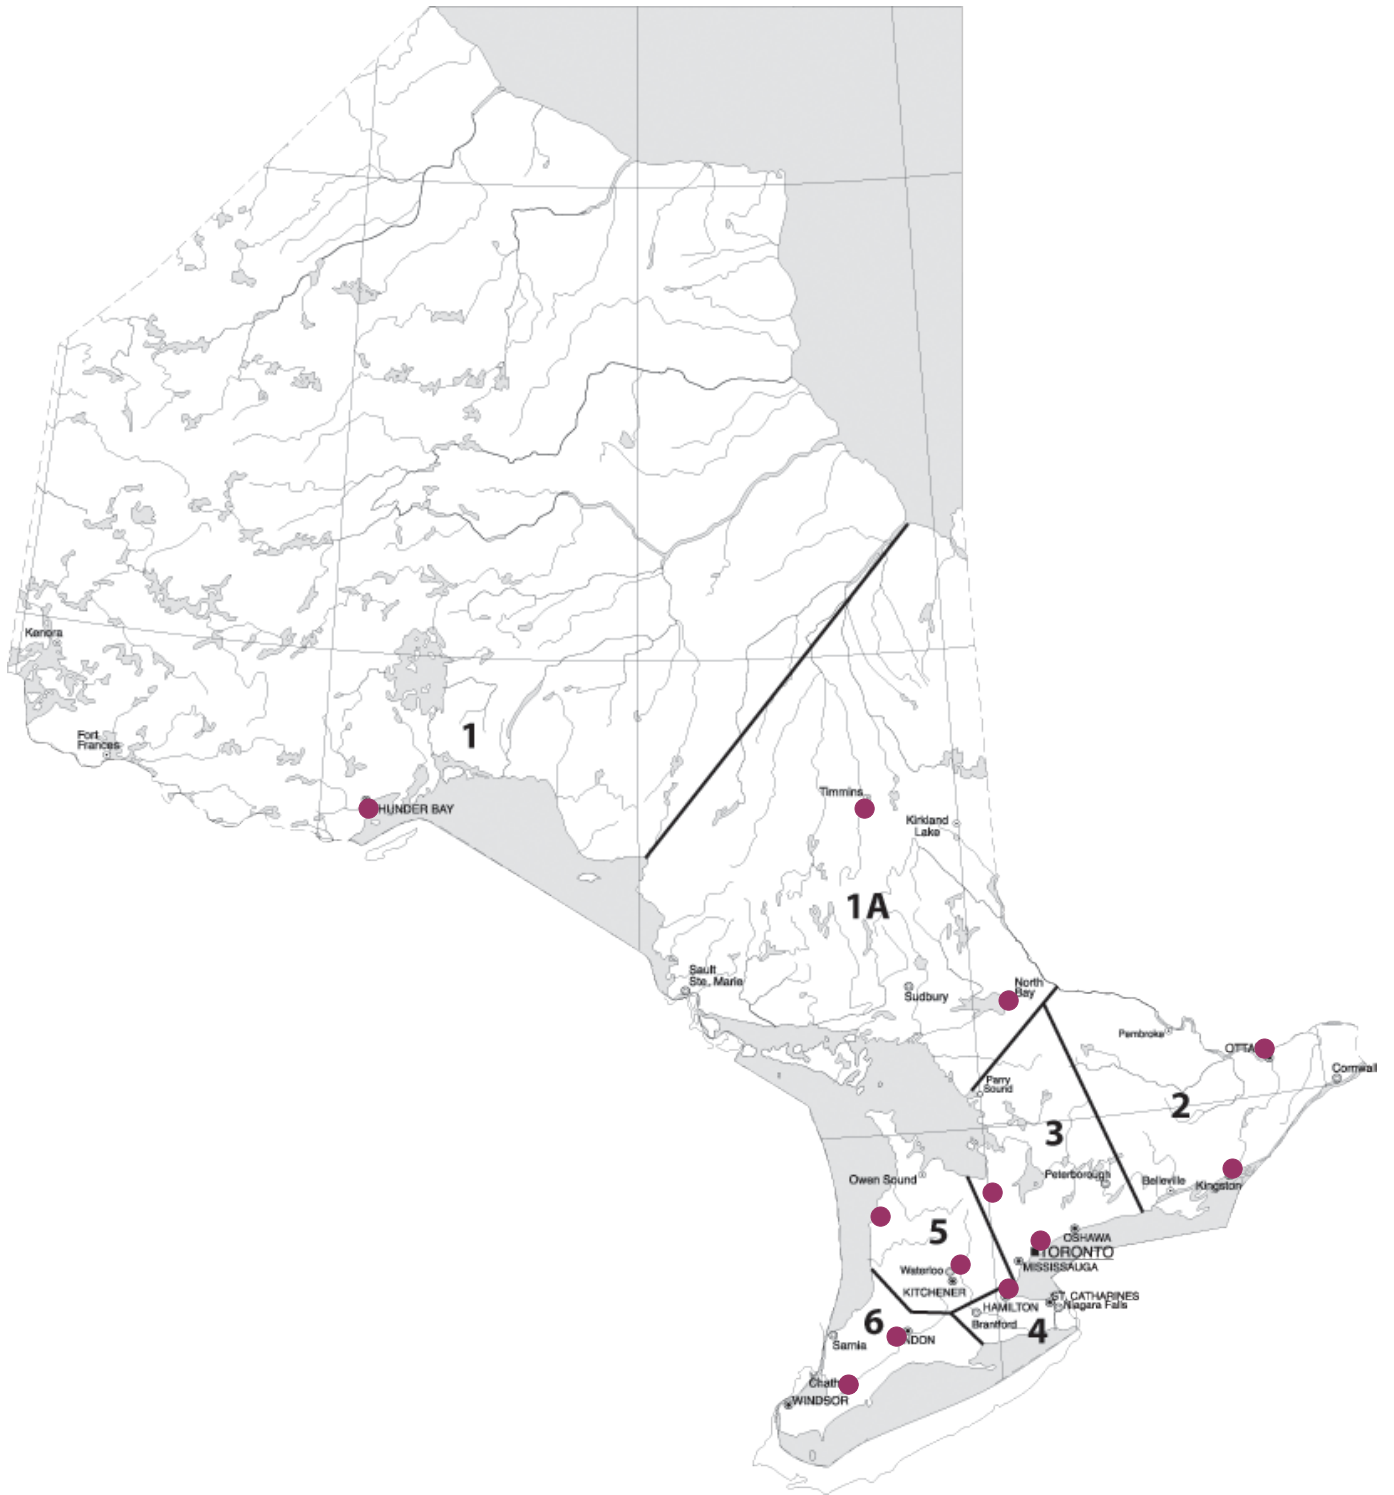 Kenora
Fort
Frances
1
HUNDER BAY
Timmins
Kirkland
Lake
1A
Sault
Ste. Marie
Sudbury
North
Bay
Pembroke
OTTA
Cornwall
Parry
Sound
2
3
Peterborough
Belleville
Kingston
Owen Sound
5
OSHAWA
TORONTO
MISSISSAUGA
Waterloo
KITCHENER
ST. CATHARINES
Niagara Falls
HAMILTON
Brantford
4
6
NDON
Sarnia
Chath
WINDSOR